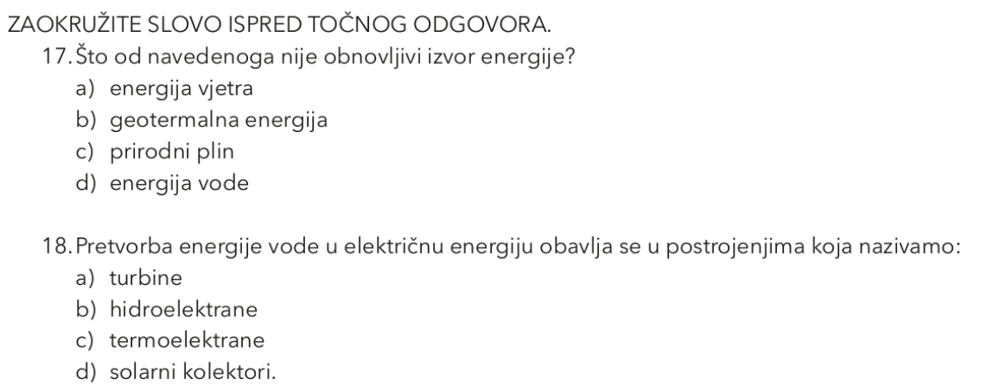 ZAOKRUŽITE SLOVO ISPRED TOČNOG ODGOVORA.
17. Što od navedenoga nije obnovljivi izvor energije?
a) energija vjetra
b) geotermalna energija
c) prirodni plin
d) energija vode
18. Pretvorba energije vode u električnu energiju obavlja se u postrojenjima koja nazivamo:
a) turbine
b) hidroelektrane
c) termoelektrane
d) solarni kolektori.